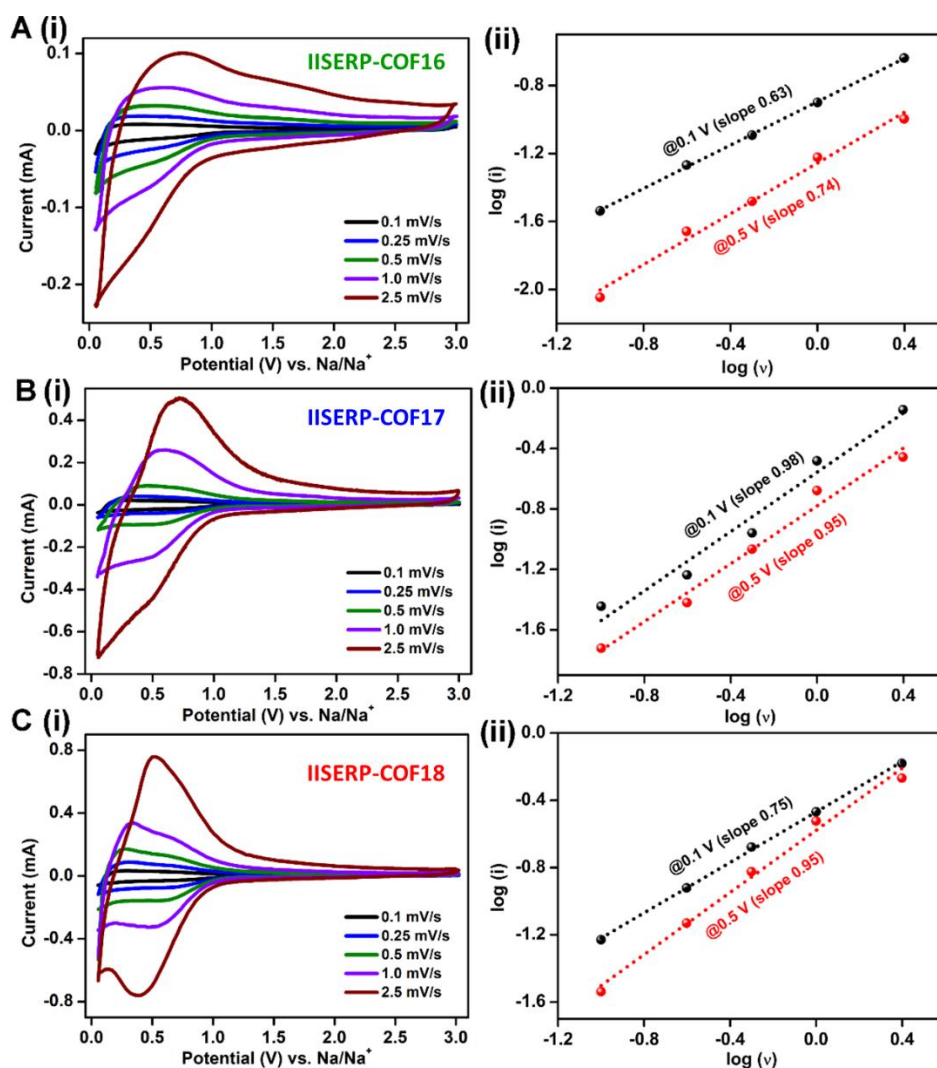 A (i)
IISERP-COF16
0.1
0.0
-0.1
-0.2
Current (mA)
0.1 mV/s
0.25 mV/s
0.5 mV/s
1.0 mV/s
2.5 mV/s
0.0 0.5 1.0 1.5 2.0 2.5 3.0
Potential (V) vs. Na/Na⁺
(ii)
-0.8
-1.2
-1.6
-2.0
log (i)
@0.1 V (slope 0.63)
@0.5 V (slope 0.74)
-1.2 -0.8 -0.4 0.0 0.4
log (ν)
B (i)
IISERP-COF17
0.4
0.2
0.0
-0.2
-0.4
-0.6
-0.8
Current (mA)
0.1 mV/s
0.25 mV/s
0.5 mV/s
1.0 mV/s
2.5 mV/s
0.0 0.5 1.0 1.5 2.0 2.5 3.0
Potential (V) vs. Na/Na⁺
(ii)
0.0
-0.4
-0.8
-1.2
-1.6
log (i)
@0.1 V (slope 0.98)
@0.5 V (slope 0.95)
-1.2 -0.8 -0.4 0.0 0.4
log (ν)
C (i)
IISERP-COF18
0.8
0.4
0.0
-0.4
-0.8
Current (mA)
0.1 mV/s
0.25 mV/s
0.5 mV/s
1.0 mV/s
2.5 mV/s
0.0 0.5 1.0 1.5 2.0 2.5 3.0
Potential (V) vs. Na/Na⁺
(ii)
0.0
-0.4
-0.8
-1.2
-1.6
log (i)
@0.1 V (slope 0.75)
@0.5 V (slope 0.95)
-1.2 -0.8 -0.4 0.0 0.4
log (ν)